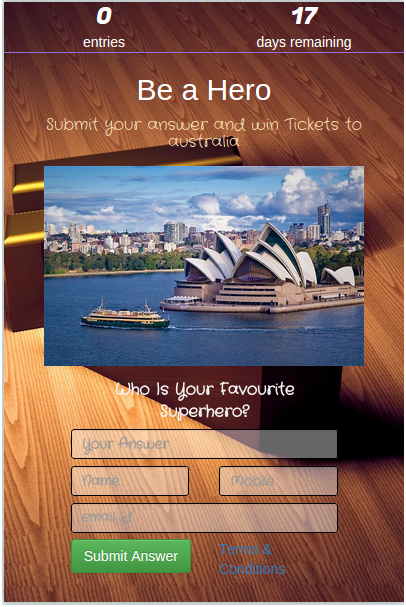 0 17
entries days remaining
Be a Hero
Submit your answer and win Tickets to
australia
Who Is Your Favourite
Superhero?
Your Answer
Name Mobile
email id
Submit Answer Terms &
Conditions